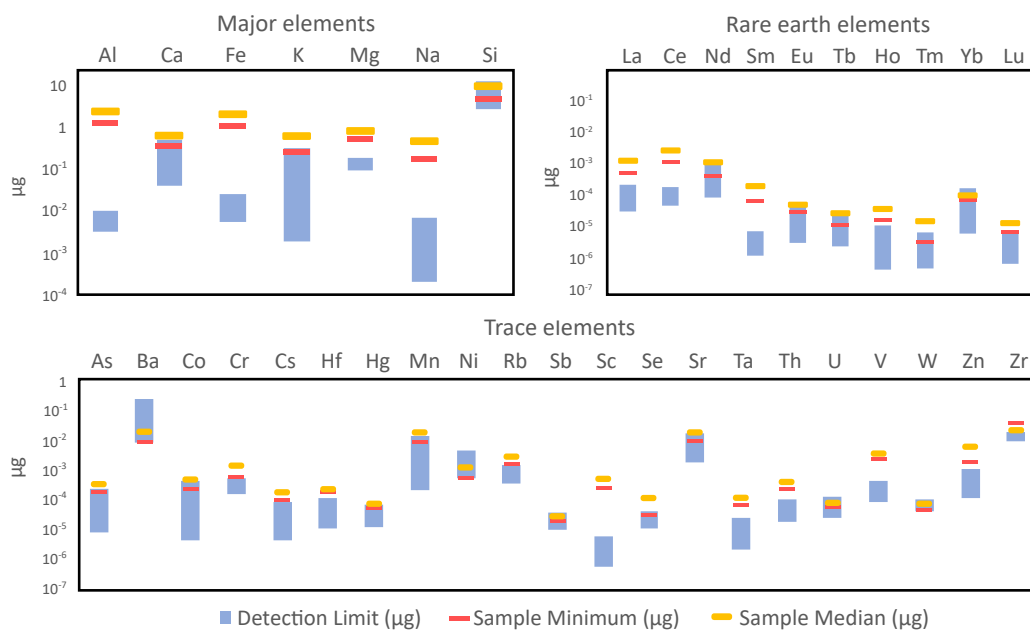 Major elements
Al Ca Fe K Mg Na Si
10
1
10⁻¹
10⁻²
10⁻³
10⁻⁴
µg
Rare earth elements
La Ce Nd Sm Eu Tb Ho Tm Yb Lu
10⁻¹
10⁻²
10⁻³
10⁻⁴
10⁻⁵
10⁻⁶
10⁻⁷
µg
Trace elements
As Ba Co Cr Cs Hf Hg Mn Ni Rb Sb Sc Se Sr Ta Th U V W Zn Zr
1
10⁻¹
10⁻²
10⁻³
10⁻⁴
10⁻⁵
10⁻⁶
10⁻⁷
µg
Detection Limit (µg) Sample Minimum (µg) Sample Median (µg)